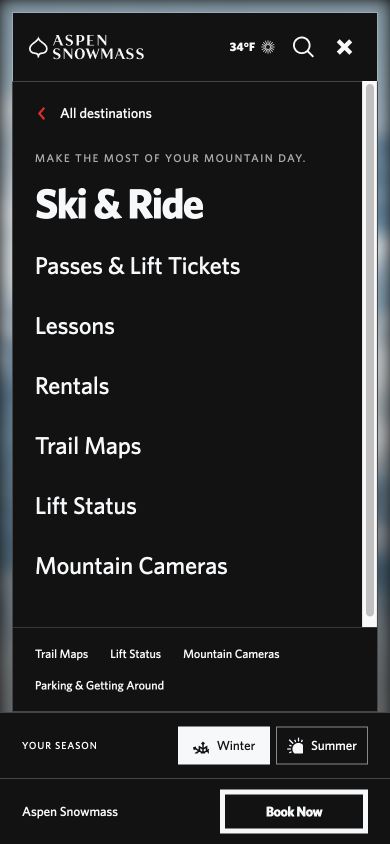 ASPEN
SNOWMASS
34°F
All destinations
MAKE THE MOST OF YOUR MOUNTAIN DAY.
Ski & Ride
Passes & Lift Tickets
Lessons
Rentals
Trail Maps
Lift Status
Mountain Cameras
Trail Maps Lift Status Mountain Cameras
Parking & Getting Around
YOUR SEASON Winter Summer
Aspen Snowmass Book Now